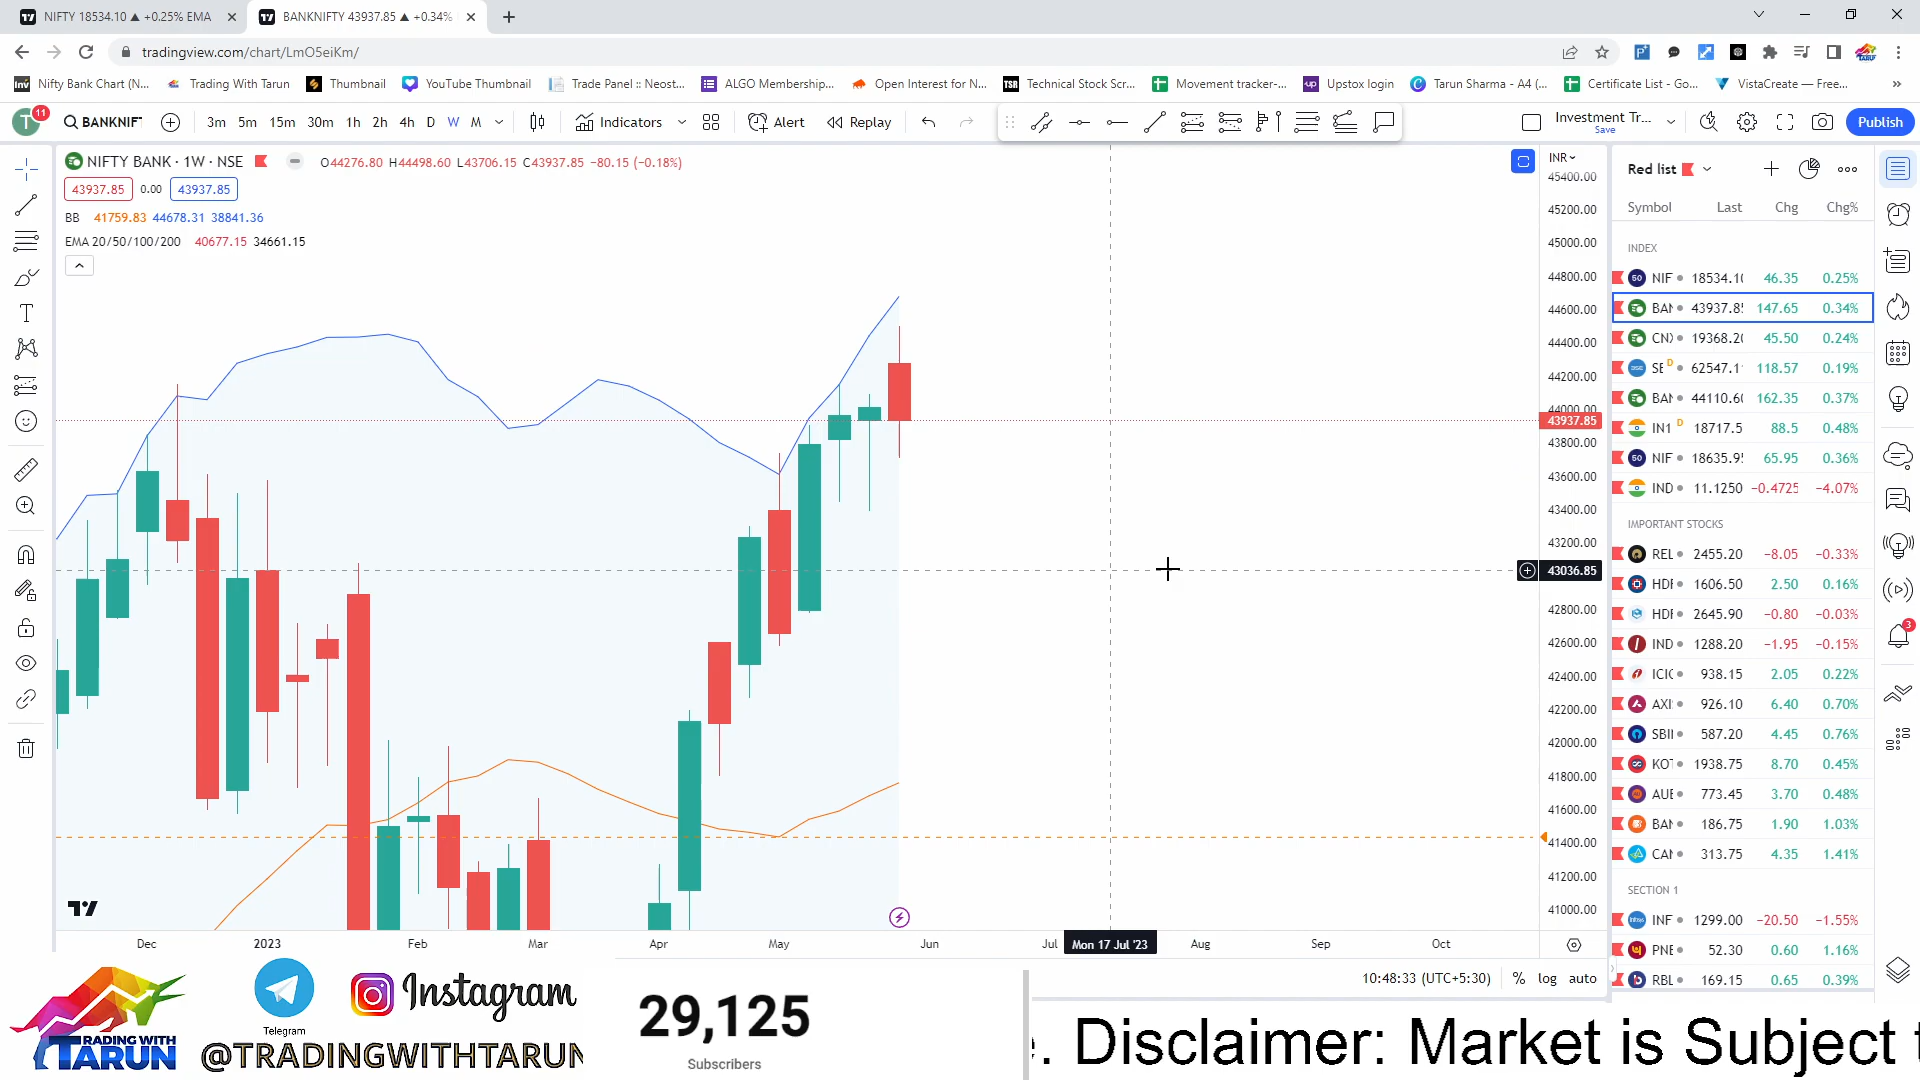 NIFTY 18534.10 ▲ +0.25% EMA
BANKNIFTY 43937.85 ▲ +0.34%
tradingview.com/chart/LmO5eiKm/
Nifty Bank Chart (N...
Trading With Tarun
Thumbnail
YouTube Thumbnail
Trade Panel :: Neost...
ALGO Membership...
Open Interest for N...
Technical Stock Scr...
Movement tracker-...
Upstox login
Tarun Sharma - A4 (...
Certificate List - Go...
VistaCreate — Free...
T 11
BANKNIF
3m 5m 15m 30m 1h 2h 4h D W M
Indicators
Alert
Replay
Investment Tr...
Save
Publish
NIFTY BANK · 1W · NSE
O44276.80 H44498.60 L43706.15 C43937.85 −80.15 (−0.18%)
43937.85 0.00 43937.85
BB 41759.83 44678.31 38841.36
EMA 20/50/100/200 40677.15 34661.15
INR
45400.00
45200.00
45000.00
44800.00
44600.00
44400.00
44200.00
44000.00
43937.85
43800.00
43600.00
43400.00
43200.00
43036.85
42800.00
42600.00
42400.00
42200.00
42000.00
41800.00
41600.00
41400.00
41200.00
41000.00
Dec 2023 Feb Mar Apr May Jun Jul Mon 17 Jul '23 Aug Sep Oct
10:48:33 (UTC+5:30) % log auto
Red list
Symbol Last Chg Chg%
INDEX
NIF 18534.10 46.35 0.25%
BAN 43937.85 147.65 0.34%
CNX 19368.20 45.50 0.24%
SE D 62547.11 118.57 0.19%
BAN 44110.60 162.35 0.37%
IN1 D 18717.5 88.5 0.48%
NIF 18635.95 65.95 0.36%
IND 11.1250 −0.4725 −4.07%
IMPORTANT STOCKS
REL 2455.20 −8.05 −0.33%
HDF 1606.50 2.50 0.16%
HDF 2645.90 −0.80 −0.03%
IND 1288.20 −1.95 −0.15%
ICIC 938.15 2.05 0.22%
AXI 926.10 6.40 0.70%
SBII 587.20 4.45 0.76%
KOT 1938.75 8.70 0.45%
AUE 773.45 3.70 0.48%
BAN 186.75 1.90 1.03%
CAN 313.75 4.35 1.41%
SECTION 1
INF 1299.00 −20.50 −1.55%
PNE 52.30 0.60 1.16%
RBL 169.15 0.65 0.39%
3
TRADING WITH
TARUN
Telegram
Instagram
@TRADINGWITHTARUN
29,125
Subscribers
. Disclaimer: Market is Subject